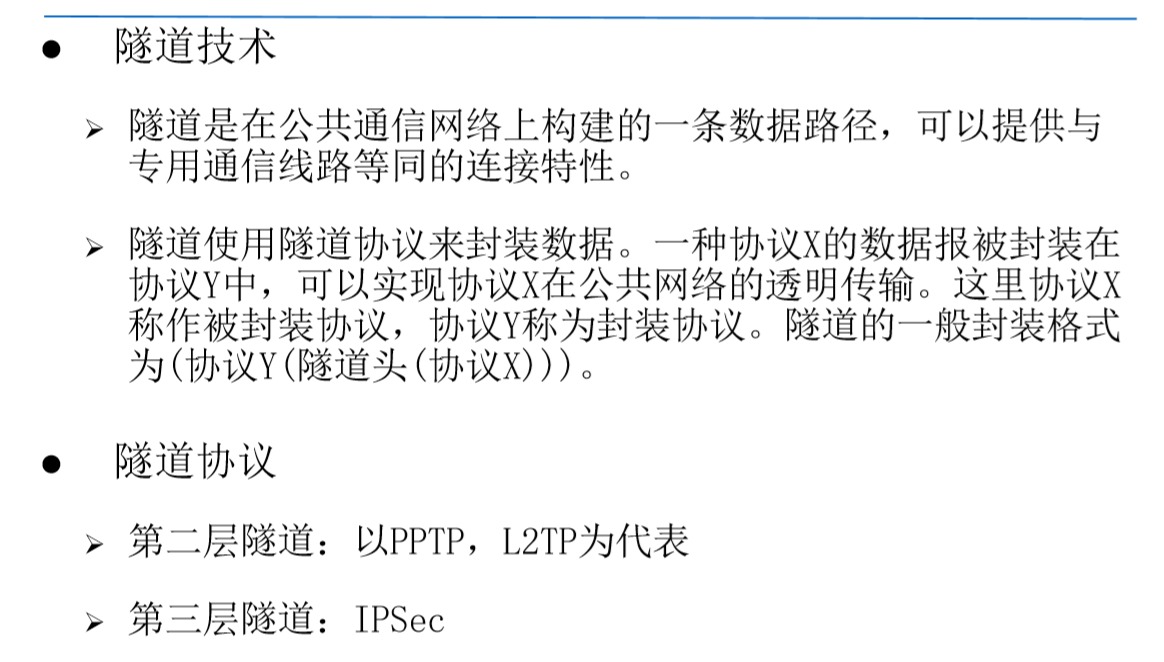 ● 隧道技术
➢ 隧道是在公共通信网络上构建的一条数据路径，可以提供与
专用通信线路等同的连接特性。
➢ 隧道使用隧道协议来封装数据。一种协议X的数据报被封装在
协议Y中，可以实现协议X在公共网络的透明传输。这里协议X
称作被封装协议，协议Y称为封装协议。隧道的一般封装格式
为(协议Y(隧道头(协议X)))。
● 隧道协议
➢ 第二层隧道：以PPTP，L2TP为代表
➢ 第三层隧道：IPSec